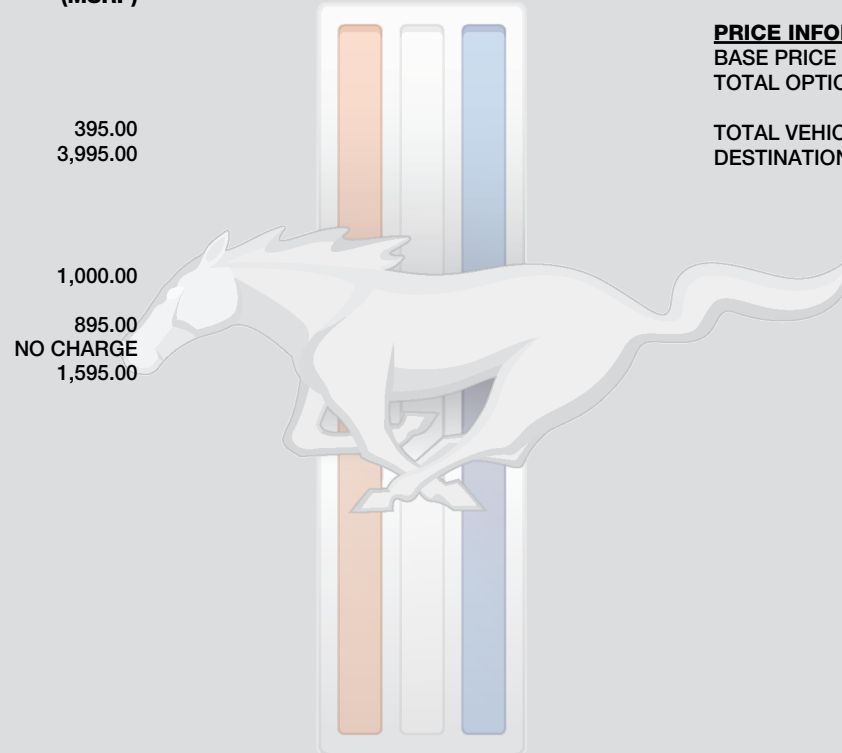 (MSRP)
395.00
3,995.00
1,000.00
895.00
NO CHARGE
1,595.00
PRICE INFO
BASE PRICE
TOTAL OPTIO
TOTAL VEHIC
DESTINATION